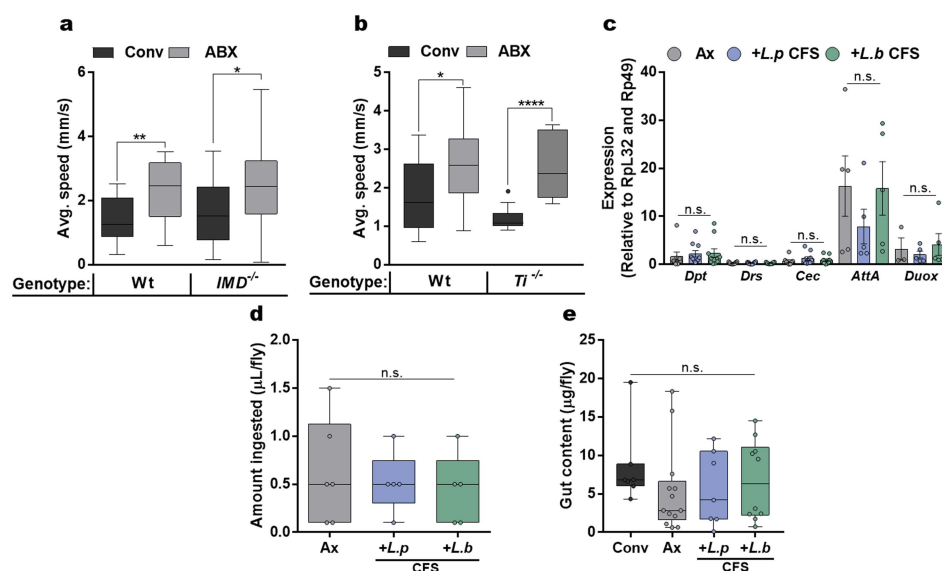 a
Conv ABX
Avg. speed (mm/s)
6
4
2
0
**
*
Genotype: Wt IMD-/-
b
Conv ABX
Avg. speed (mm/s)
5
4
3
2
1
0
*
****
Genotype: Wt Ti -/-
c
Ax +L.p CFS +L.b CFS
Expression
(Relative to RpL32 and Rp49)
40
30
20
10
0
n.s.
n.s.
n.s.
n.s.
n.s.
Dpt Drs Cec AttA Duox
d
Amount ingested (μL/fly)
2.0
1.5
1.0
0.5
0.0
n.s.
Ax +L.p +L.b
CFS
e
Gut content (μg/fly)
25
20
15
10
5
0
n.s.
Conv Ax +L.p +L.b
CFS